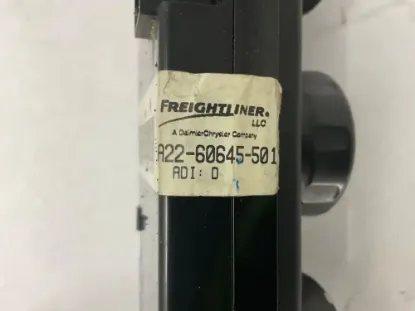 FREIGHTLINER®
LLC
A DaimlerChrysler Company
A22-60645-501
ADI: D